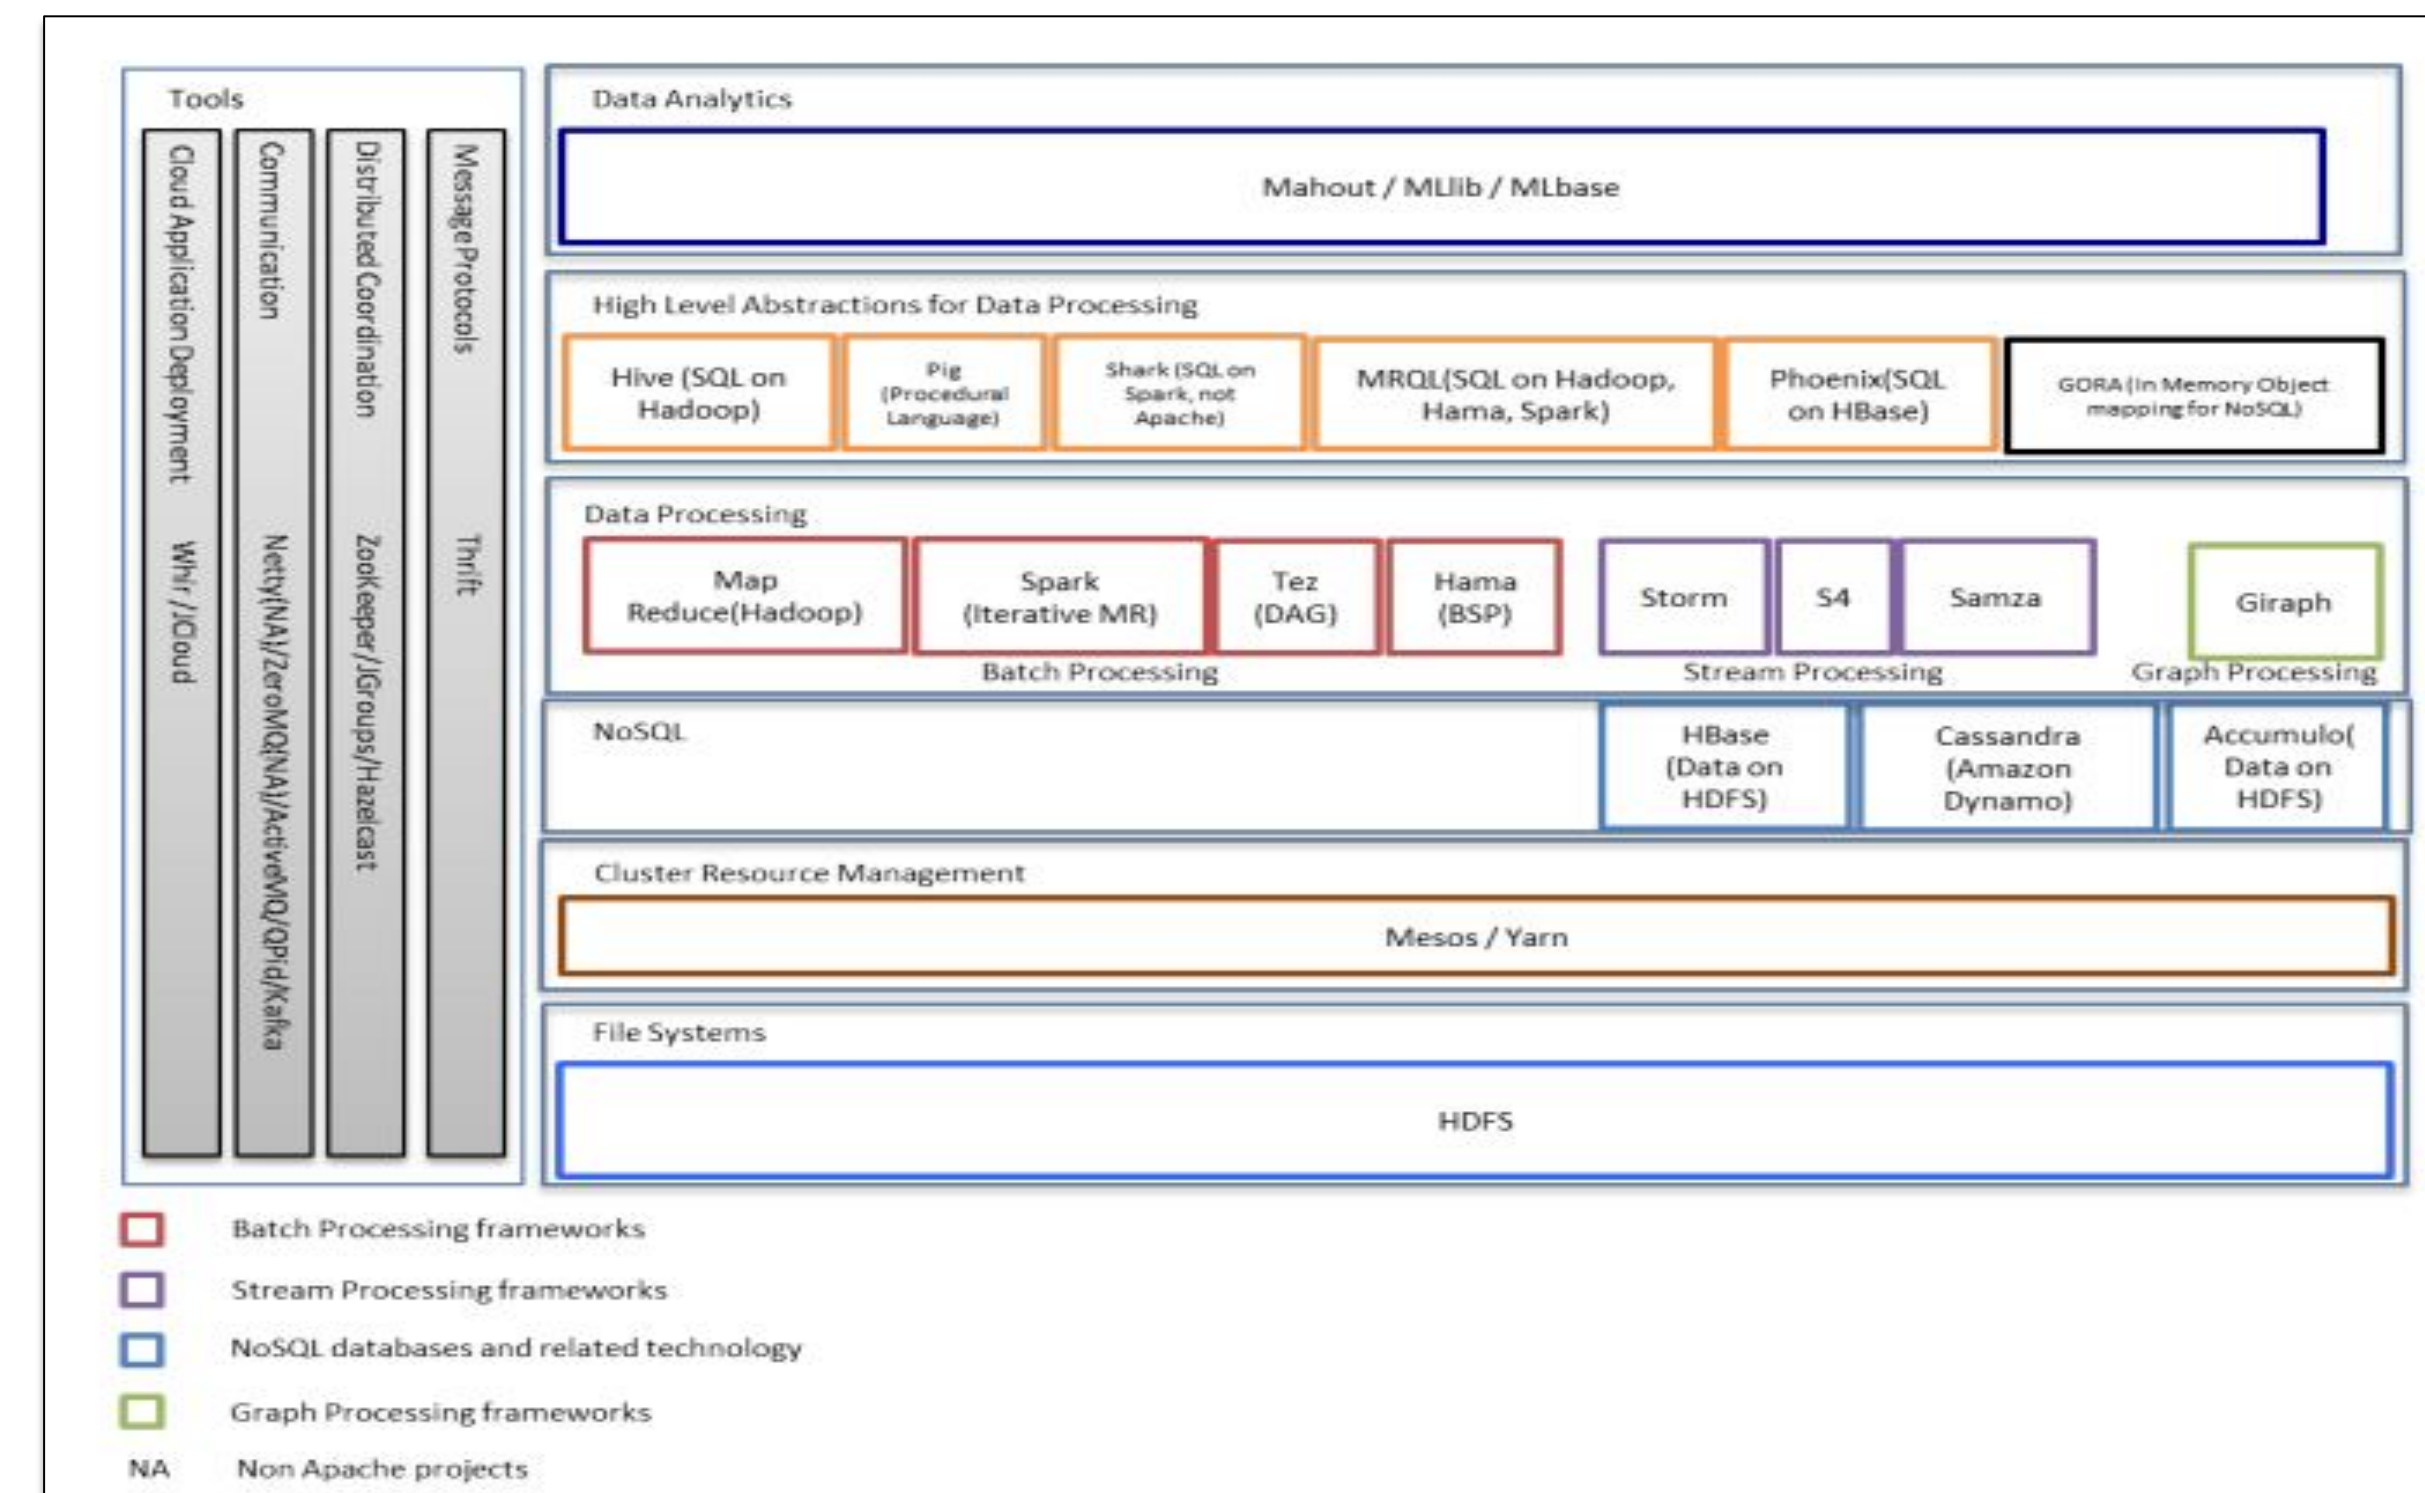 Tools
Cloud Application Deployment Whir /JCloud
Communication Netty(NA)/ZeroMQ(NA)/ActiveMQ/QPid/Kafka
Distributed Coordination ZooKeeper/JGroups/Hazelcast
Message Protocols Thrift
Data Analytics
Mahout / MLlib / MLbase
High Level Abstractions for Data Processing
Hive (SQL on
Hadoop)
Pig
(Procedural
Language)
Shark (SQL on
Spark, not
Apache)
MRQL(SQL on Hadoop,
Hama, Spark)
Phoenix(SQL
on HBase)
GORA (In Memory Object
mapping for NoSQL)
Data Processing
Map
Reduce(Hadoop)
Spark
(Iterative MR)
Tez
(DAG)
Hama
(BSP)
Storm
S4
Samza
Giraph
Batch Processing
Stream Processing
Graph Processing
NoSQL
HBase
(Data on
HDFS)
Cassandra
(Amazon
Dynamo)
Accumulo(
Data on
HDFS)
Cluster Resource Management
Mesos / Yarn
File Systems
HDFS
Batch Processing frameworks
Stream Processing frameworks
NoSQL databases and related technology
Graph Processing frameworks
NA Non Apache projects